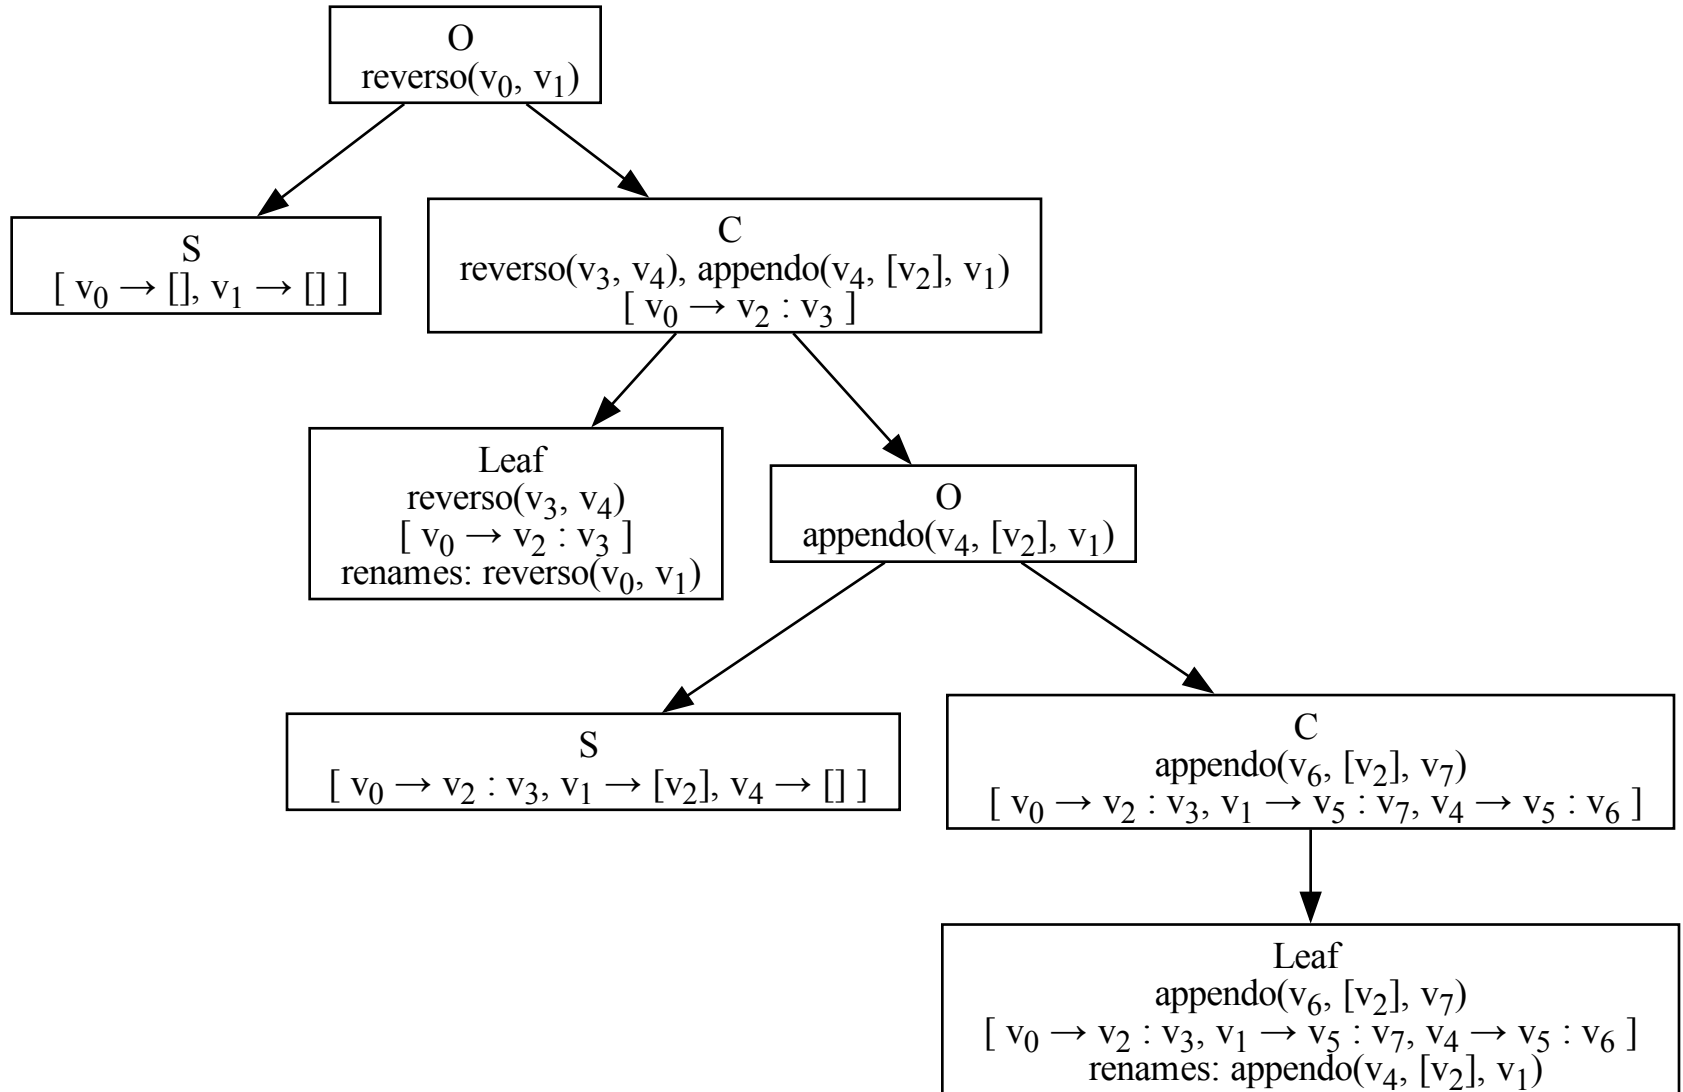 O
reverso(v₀, v₁)
S
[ v₀ → [], v₁ → [] ]
C
reverso(v₃, v₄), appendo(v₄, [v₂], v₁)
[ v₀ → v₂ : v₃ ]
Leaf
reverso(v₃, v₄)
[ v₀ → v₂ : v₃ ]
renames: reverso(v₀, v₁)
O
appendo(v₄, [v₂], v₁)
S
[ v₀ → v₂ : v₃, v₁ → [v₂], v₄ → [] ]
C
appendo(v₆, [v₂], v₇)
[ v₀ → v₂ : v₃, v₁ → v₅ : v₇, v₄ → v₅ : v₆ ]
Leaf
appendo(v₆, [v₂], v₇)
[ v₀ → v₂ : v₃, v₁ → v₅ : v₇, v₄ → v₅ : v₆ ]
renames: appendo(v₄, [v₂], v₁)